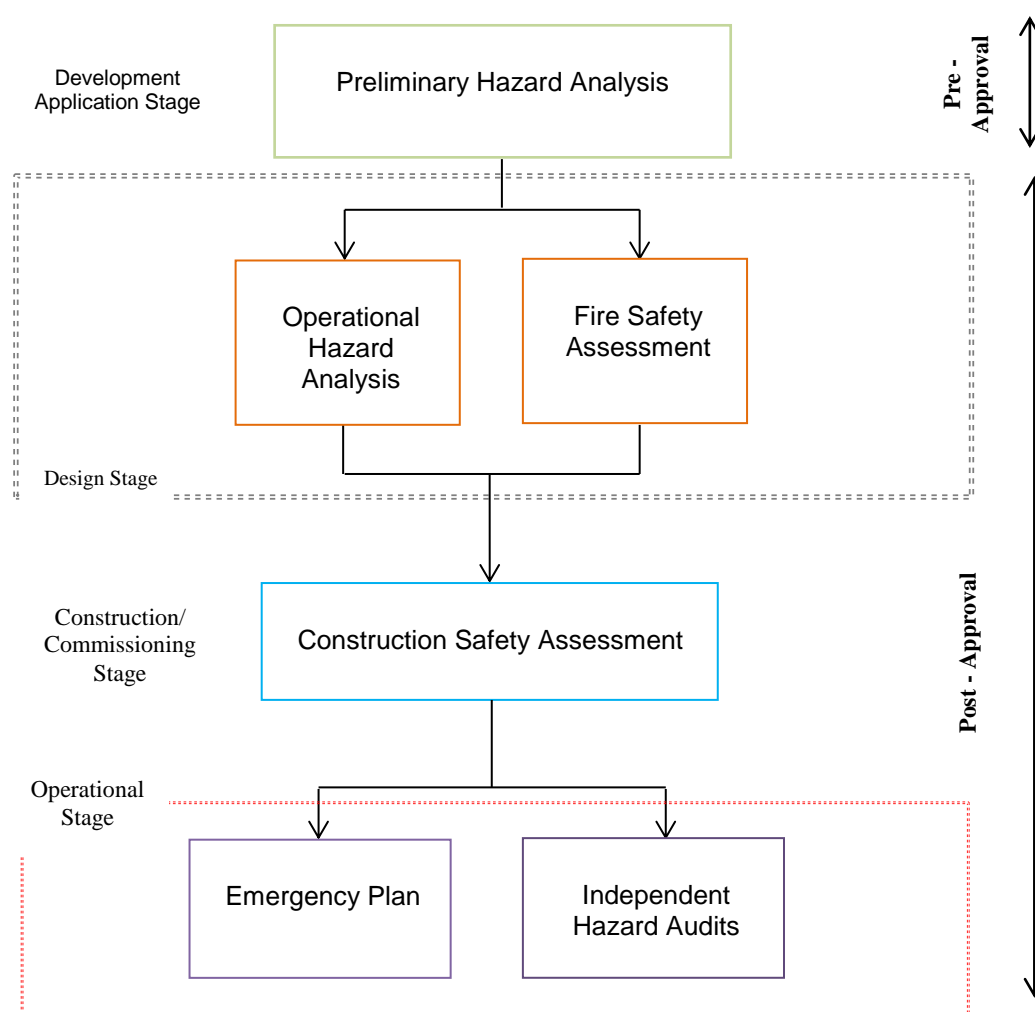 Development
Application Stage
Preliminary Hazard Analysis
Pre -
Approval
Operational
Hazard
Analysis
Fire Safety
Assessment
Design Stage
Construction/
Commissioning
Stage
Construction Safety Assessment
Post - Approval
Operational
Stage
Emergency Plan
Independent
Hazard Audits